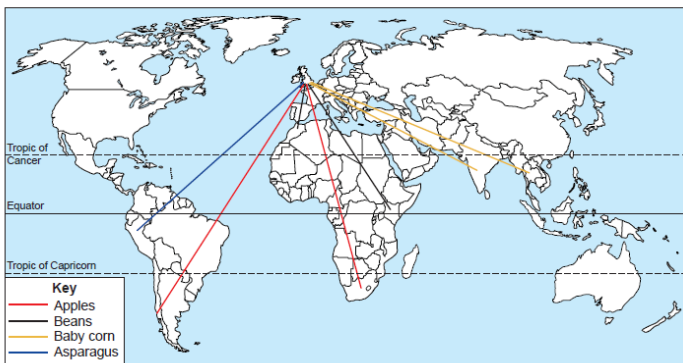 Tropic of
Cancer
Equator
Tropic of Capricorn
Key
Apples
Beans
Baby corn
Asparagus